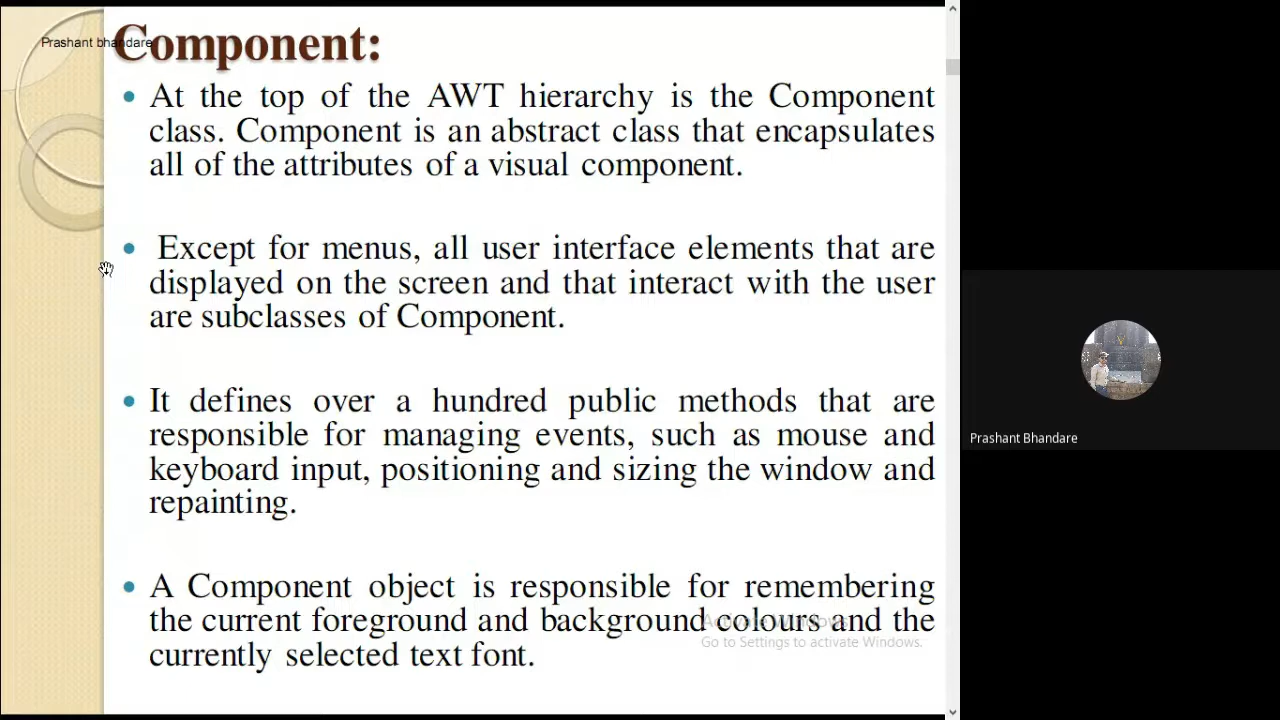 Component:
Prashant bhandare
At the top of the AWT hierarchy is the Component
class. Component is an abstract class that encapsulates
all of the attributes of a visual component.
Except for menus, all user interface elements that are
displayed on the screen and that interact with the user
are subclasses of Component.
It defines over a hundred public methods that are
responsible for managing events, such as mouse and
keyboard input, positioning and sizing the window and
repainting.
A Component object is responsible for remembering
the current foreground and background colours and the
currently selected text font.
Activate Windows
Go to Settings to activate Windows.
Prashant Bhandare